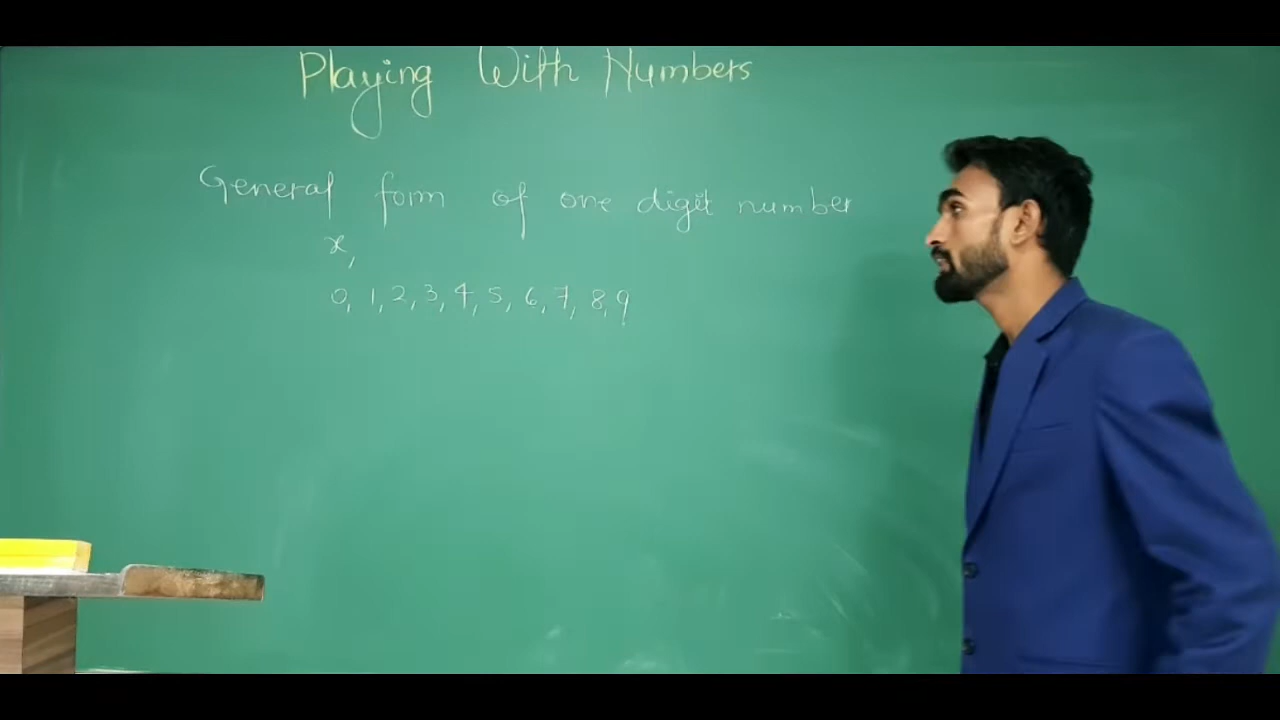 Playing With Numbers
General form of one digit number
x,
0, 1, 2, 3, 4, 5, 6, 7, 8, 9